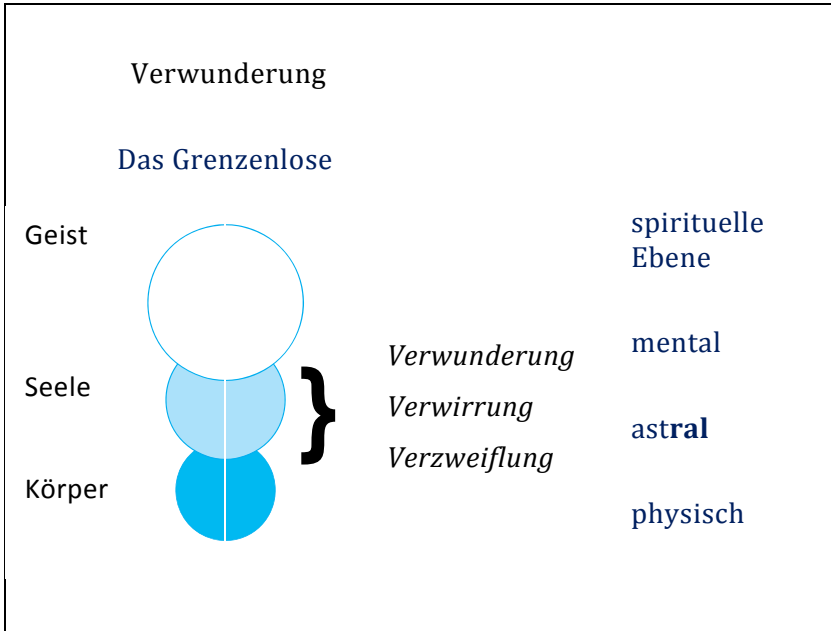 Verwunderung
Das Grenzenlose
Geist
spirituelle
Ebene
Verwunderung
mental
Seele
Verwirrung
astral
Verzweiflung
Körper
physisch